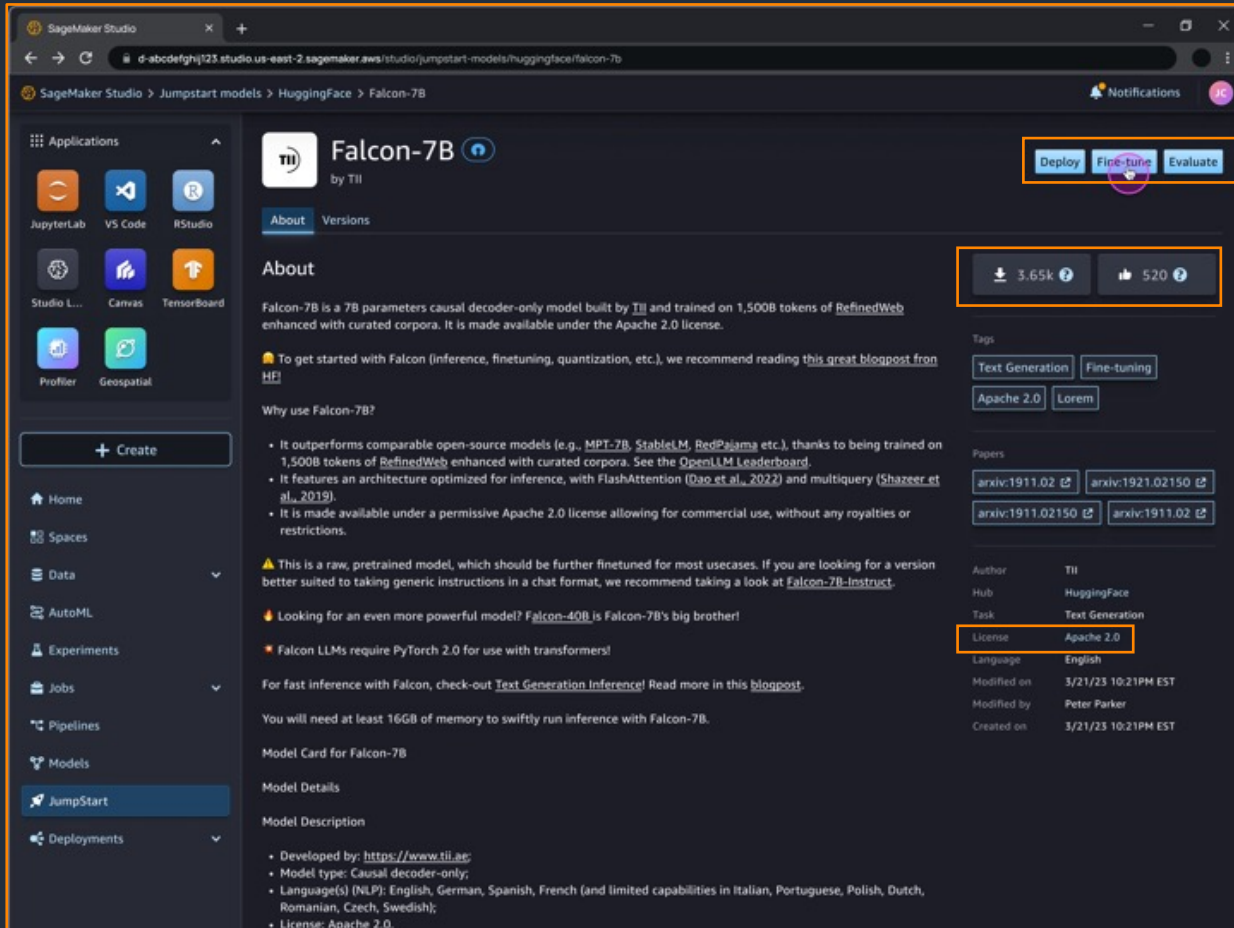 SageMaker Studio
d-abcdefghij123.studio.us-east-2.sagemaker.aws/studio/jumpstart-models/huggingface/falcon-7b
SageMaker Studio > Jumpstart models > HuggingFace > Falcon-7B
Notifications
JC
Applications
JupyterLab
VS Code
RStudio
Studio L...
Canvas
TensorBoard
Profiler
Geospatial
+ Create
Home
Spaces
Data
AutoML
Experiments
Jobs
Pipelines
Models
JumpStart
Deployments
TII
Falcon-7B
by TII
Deploy
Fine-tune
Evaluate
About
Versions
About
Falcon-7B is a 7B parameters causal decoder-only model built by TII and trained on 1,500B tokens of RefinedWeb
enhanced with curated corpora. It is made available under the Apache 2.0 license.
🤗 To get started with Falcon (inference, finetuning, quantization, etc.), we recommend reading this great blogpost fron
HF!
Why use Falcon-7B?
• It outperforms comparable open-source models (e.g., MPT-7B, StableLM, RedPajama etc.), thanks to being trained on
1,500B tokens of RefinedWeb enhanced with curated corpora. See the OpenLLM Leaderboard.
• It features an architecture optimized for inference, with FlashAttention (Dao et al., 2022) and multiquery (Shazeer et
al., 2019).
• It is made available under a permissive Apache 2.0 license allowing for commercial use, without any royalties or
restrictions.
⚠️ This is a raw, pretrained model, which should be further finetuned for most usecases. If you are looking for a version
better suited to taking generic instructions in a chat format, we recommend taking a look at Falcon-7B-Instruct.
🔥 Looking for an even more powerful model? Falcon-40B is Falcon-7B's big brother!
💥 Falcon LLMs require PyTorch 2.0 for use with transformers!
For fast inference with Falcon, check-out Text Generation Inference! Read more in this blogpost.
You will need at least 16GB of memory to swiftly run inference with Falcon-7B.
Model Card for Falcon-7B
Model Details
Model Description
• Developed by: https://www.tii.ae;
• Model type: Causal decoder-only;
• Language(s) (NLP): English, German, Spanish, French (and limited capabilities in Italian, Portuguese, Polish, Dutch,
Romanian, Czech, Swedish);
• License: Apache 2.0.
3.65k
520
Tags
Text Generation
Fine-tuning
Apache 2.0
Lorem
Papers
arxiv:1911.02
arxiv:1921.02150
arxiv:1911.02150
arxiv:1911.02
Author TII
Hub HuggingFace
Task Text Generation
License Apache 2.0
Language English
Modified on 3/21/23 10:21PM EST
Modified by Peter Parker
Created on 3/21/23 10:21PM EST